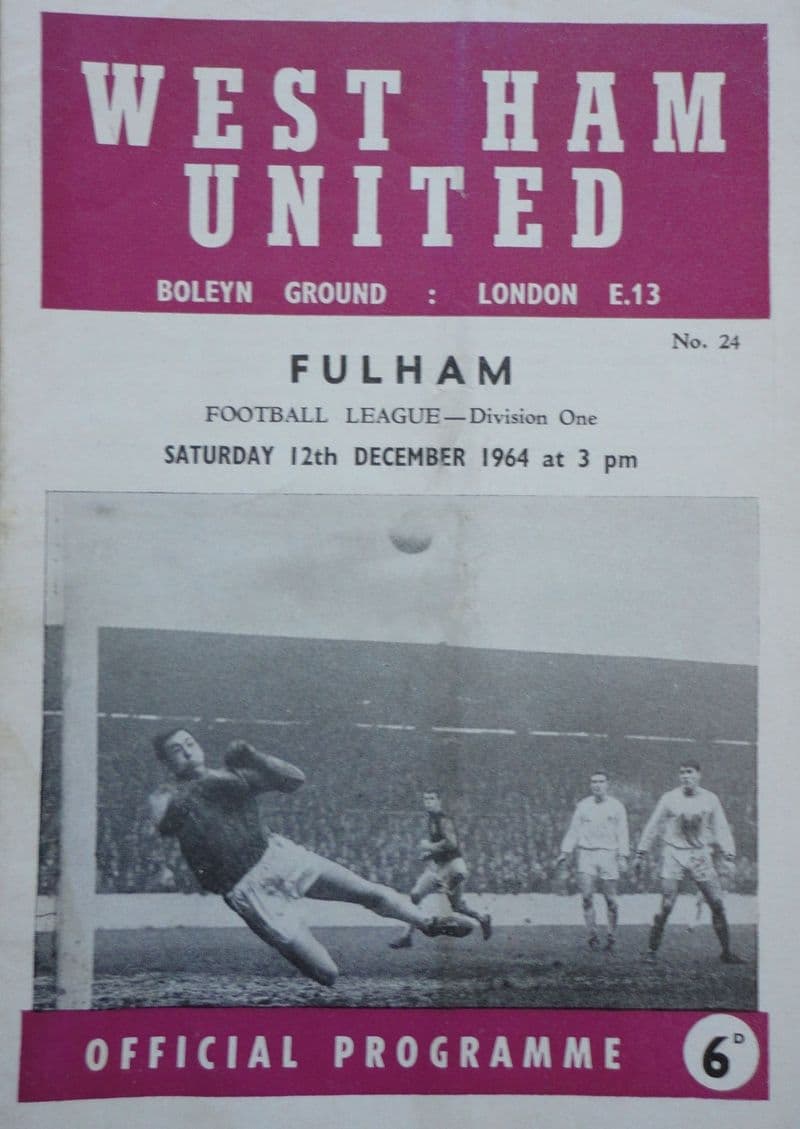 WEST HAM
UNITED
BOLEYN GROUND : LONDON E.13
No. 24
FULHAM
FOOTBALL LEAGUE—Division One
SATURDAY 12th DECEMBER 1964 at 3 pm
OFFICIAL PROGRAMME 6D